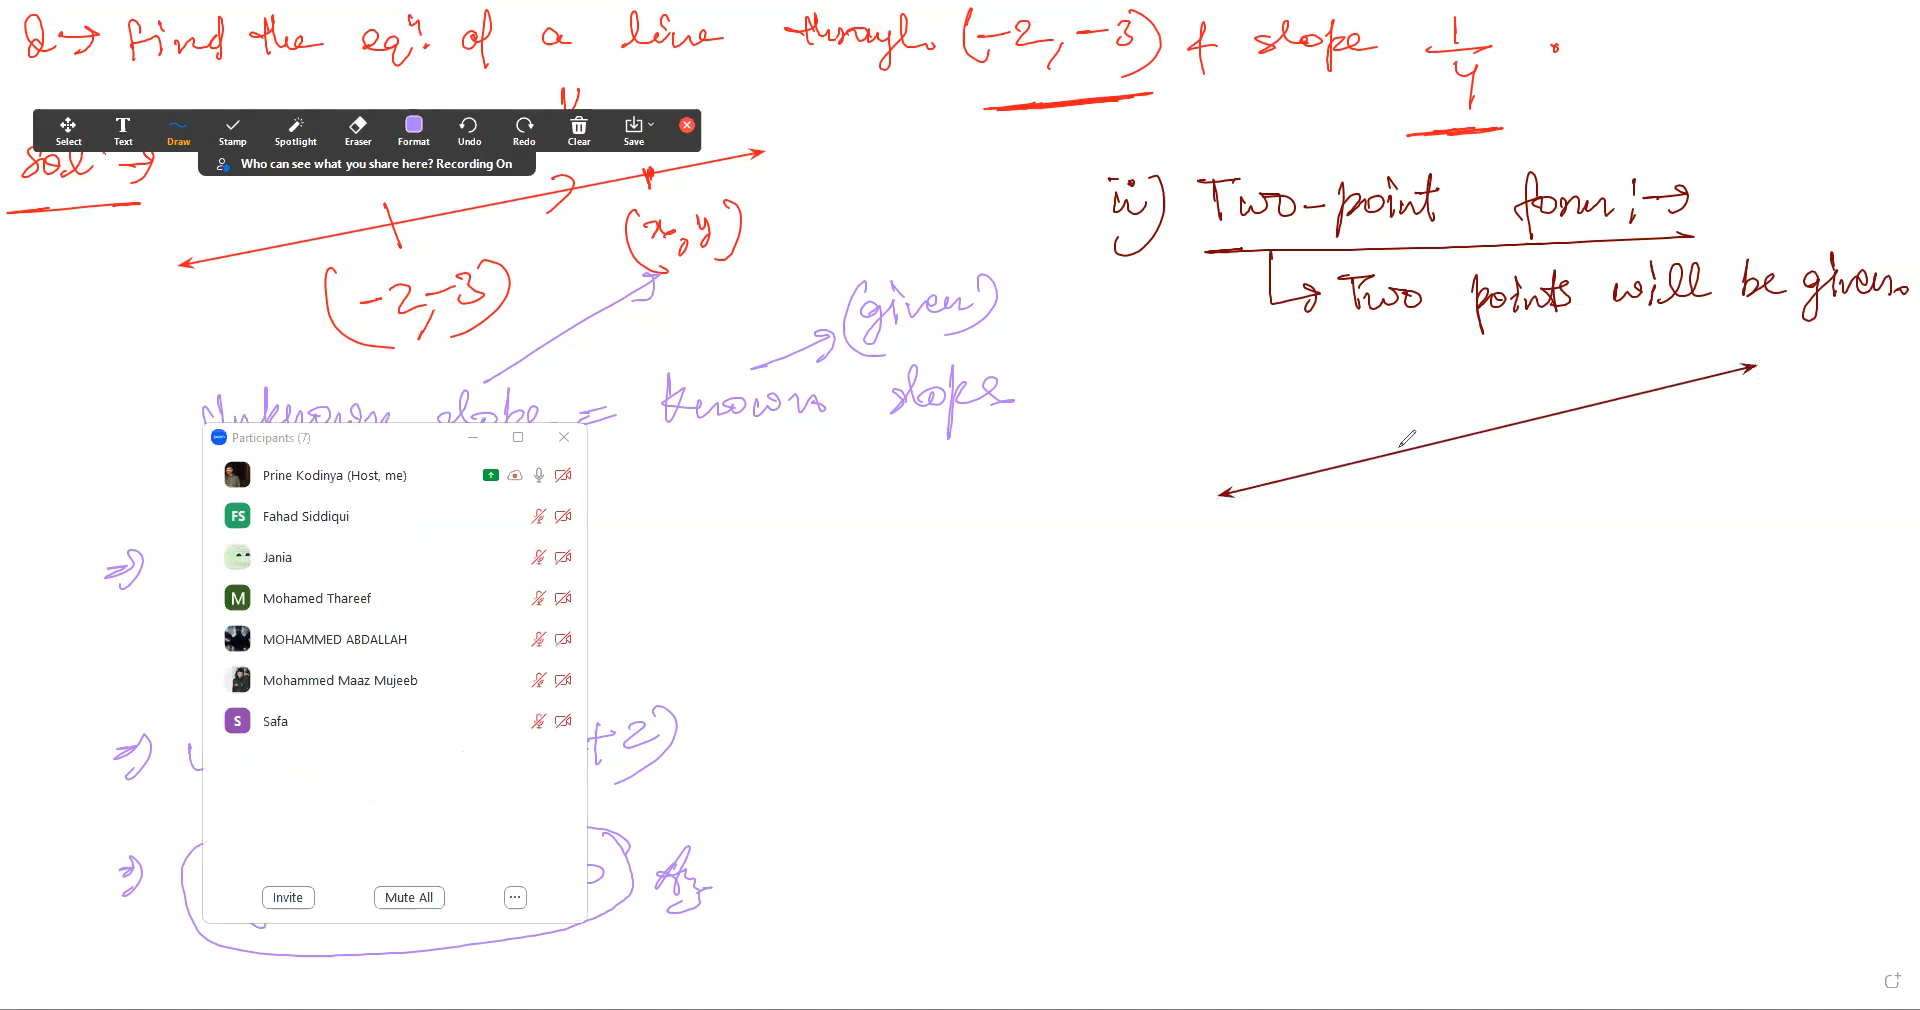 Q→ find the eqⁿ. of a line through (-2, -3) & slope 1/4 .
Select Text Draw Stamp Spotlight Eraser Format Undo Redo Clear Save
Who can see what you share here? Recording On
Sol →
(x, y)
(-2, -3)
(given)
Unknown slope = known slope
Participants (7)
Prine Kodinya (Host, me)
FS Fahad Siddiqui
Jania
M Mohamed Thareef
MOHAMMED ABDALLAH
Mohammed Maaz Mujeeb
S Safa
⇒
⇒ + 2)
⇒ Ans
Invite Mute All ...
ii) Two-point form :→
↳ Two points will be given.